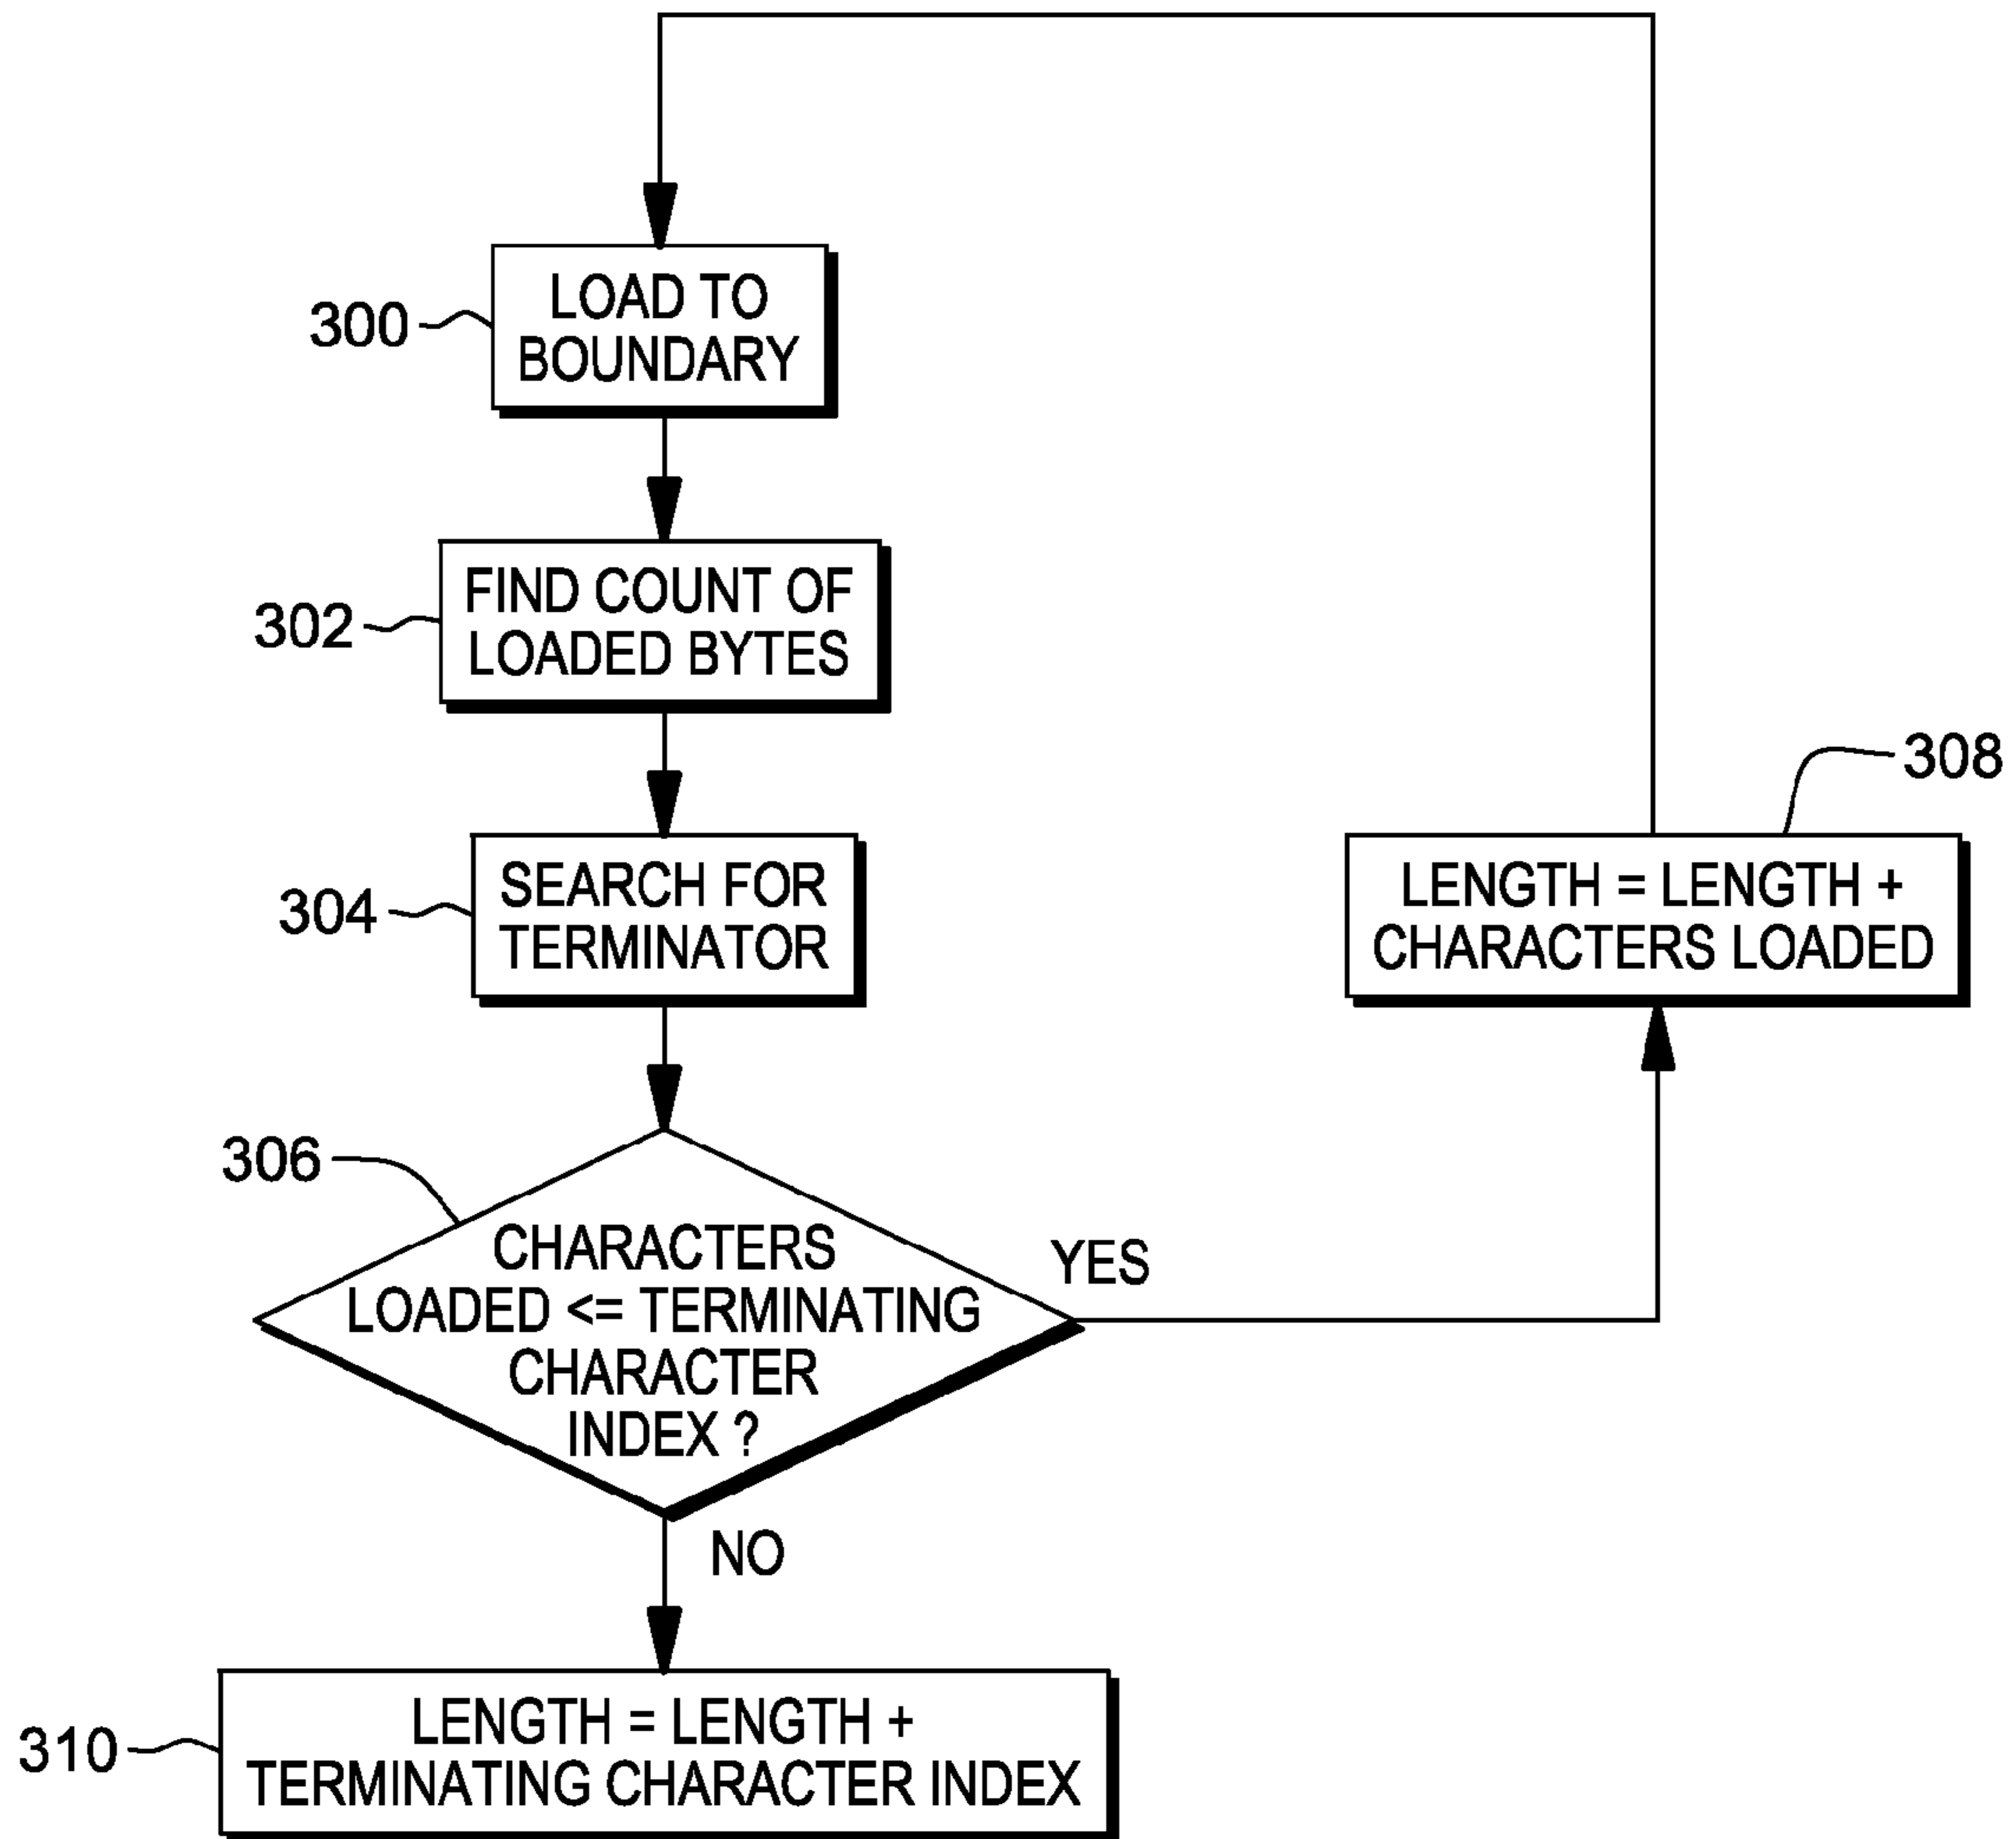 300
LOAD TO
BOUNDARY
302
FIND COUNT OF
LOADED BYTES
304
SEARCH FOR
TERMINATOR
308
LENGTH = LENGTH +
CHARACTERS LOADED
306
CHARACTERS
LOADED <= TERMINATING
CHARACTER
INDEX ?
YES
NO
310
LENGTH = LENGTH +
TERMINATING CHARACTER INDEX